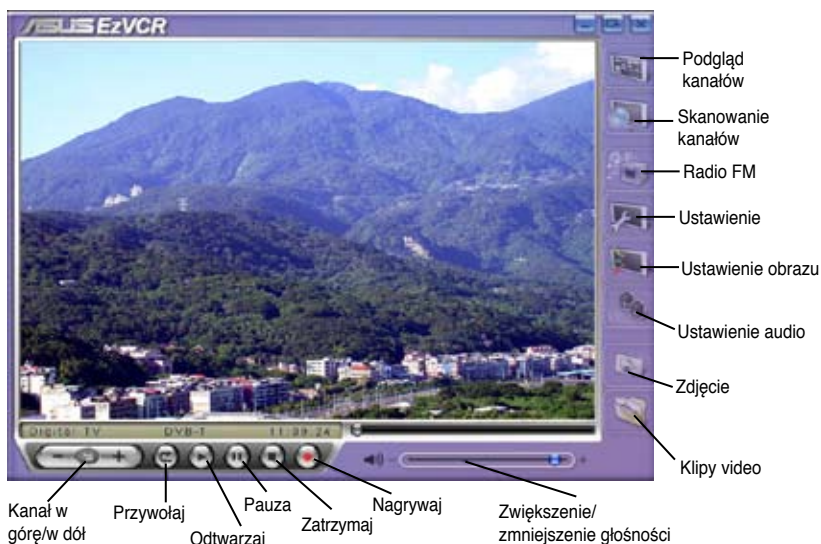 ASUS EzVCR
Podgląd
kanałów
Skanowanie
kanałów
Radio FM
Ustawienie
Ustawienie obrazu
Ustawienie audio
Zdjęcie
Klipy video
Digital TV DVB-T 11:09:24
Kanał w
górę/w dół
Przywołaj
Odtwarzaj
Pauza
Zatrzymaj
Nagrywaj
Zwiększenie/
zmniejszenie głośności